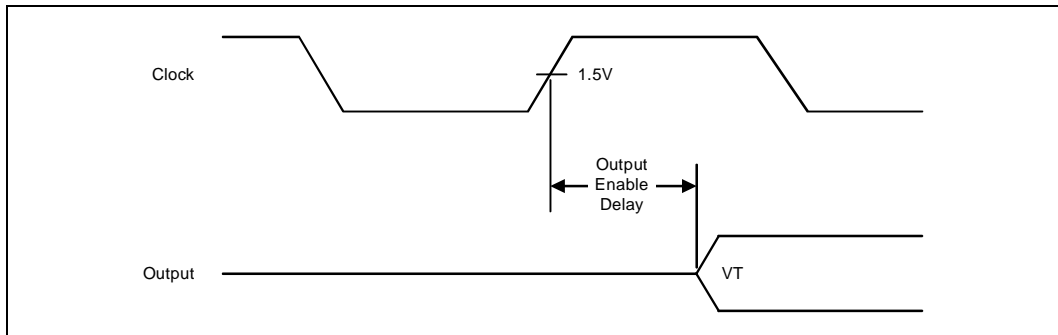 Clock
1.5V
Output
Enable
Delay
Output
VT